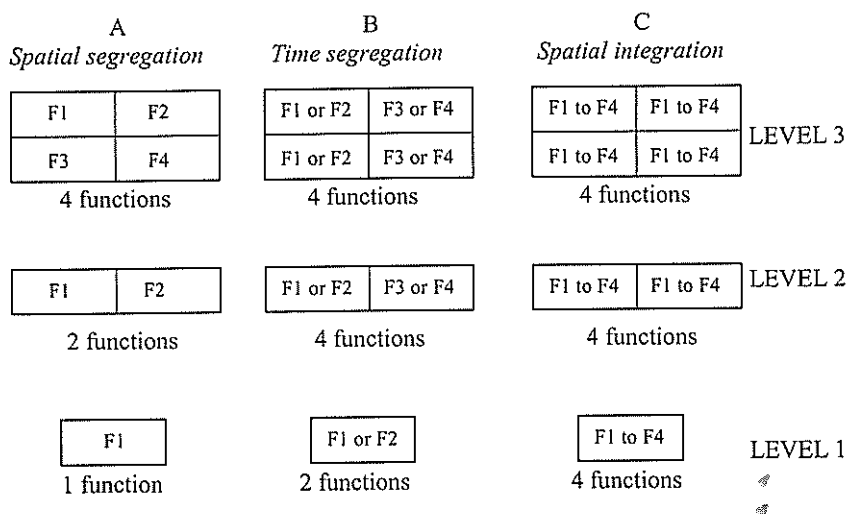 A B C
Spatial segregation Time segregation Spatial integration
F1 F2 F1 or F2 F3 or F4 F1 to F4 F1 to F4
LEVEL 3
F3 F4 F1 or F2 F3 or F4 F1 to F4 F1 to F4
4 functions 4 functions 4 functions
F1 F2 F1 or F2 F3 or F4 F1 to F4 F1 to F4 LEVEL 2
2 functions 4 functions 4 functions
F1 F1 or F2 F1 to F4 LEVEL 1
1 function 2 functions 4 functions